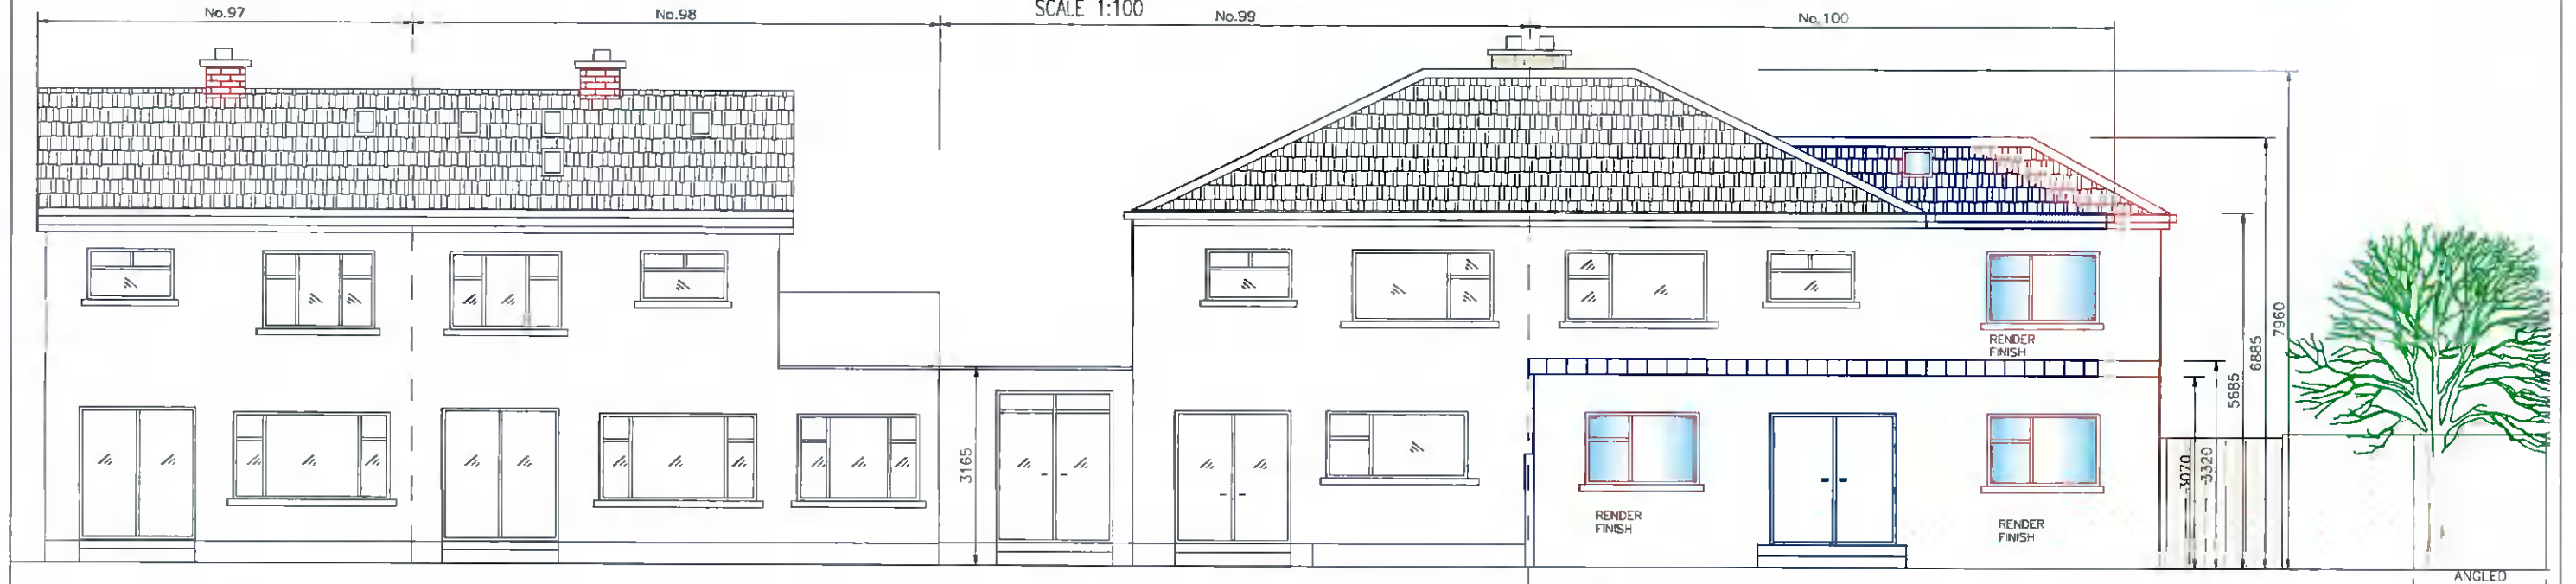 SCALE 1:100
No.97
No.98
No.99
No.100
RENDER
FINISH
RENDER
FINISH
RENDER
FINISH
3165
3070
3320
5685
6885
7960
ANGLED